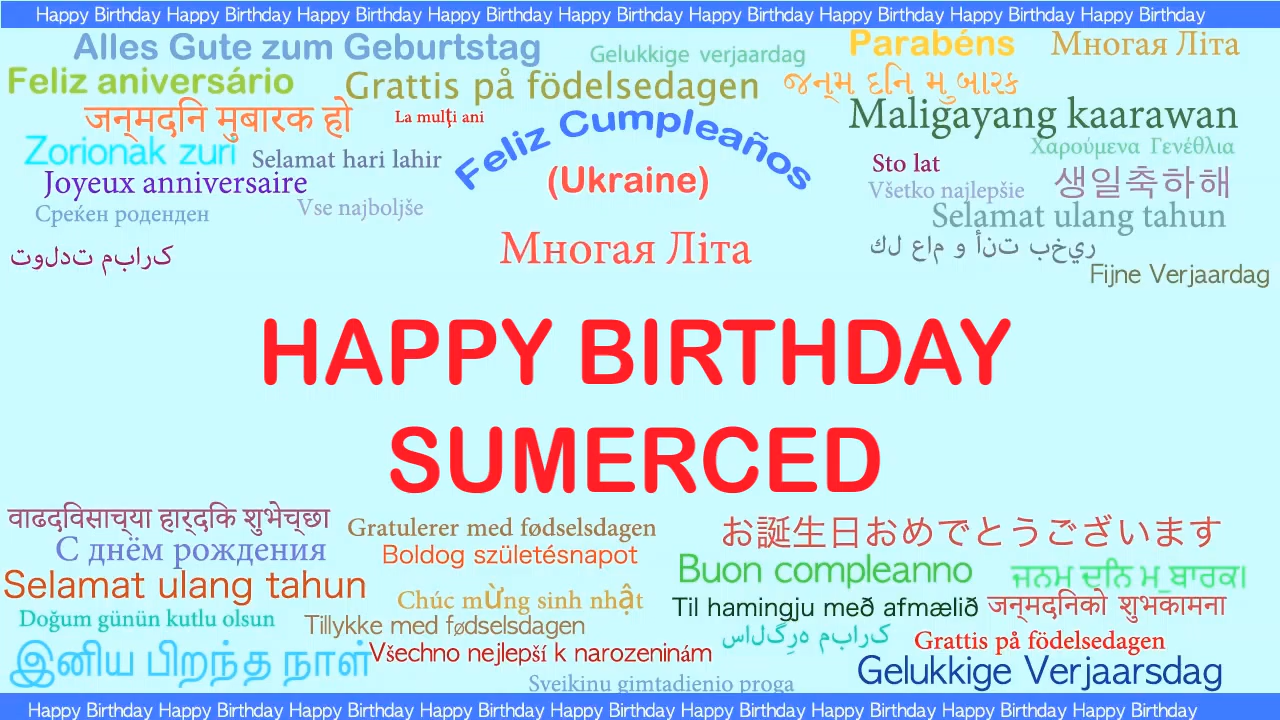 Happy Birthday Happy Birthday Happy Birthday Happy Birthday Happy Birthday Happy Birthday Happy Birthday Happy Birthday Happy Birthday
Alles Gute zum Geburtstag
Gelukkige verjaardag
Parabéns
Многая Літа
Feliz aniversário
Grattis på födelsedagen
જન્મ દિન મુબારક
जन्मदिन मुबारक हो
La mulţi ani
Feliz Cumpleaños
Maligayang kaarawan
Zorionak zuri
Selamat hari lahir
Χαρούμενα Γενέθλια
Sto lat
Joyeux anniversaire
(Ukraine)
Všetko najlepšie
생일축하해
Среќен роденден
Vse najboljše
Selamat ulang tahun
تولدت مبارک
Многая Літа
كل عام و أنت بخير
Fijne Verjaardag
HAPPY BIRTHDAY
SUMERCED
वाढदिवसाच्या हार्दिक शुभेच्छा
Gratulerer med fødselsdagen
お誕生日おめでとうございます
С днём рождения
Boldog születésnapot
Buon compleanno
ਜਨਮ ਦਿਨ ਮੁਬਾਰਕ।
Selamat ulang tahun
Chúc mừng sinh nhật
Til hamingju með afmælið
जन्मदिनको शुभकामना
Doğum günün kutlu olsun
Tillykke med fødselsdagen
سالگرہ مبارک
Grattis på födelsedagen
இனிய பிறந்த நாள்
Všechno nejlepší k narozeninám
Gelukkige Verjaarsdag
Sveikinu gimtadienio proga
Happy Birthday Happy Birthday Happy Birthday Happy Birthday Happy Birthday Happy Birthday Happy Birthday Happy Birthday Happy Birthday